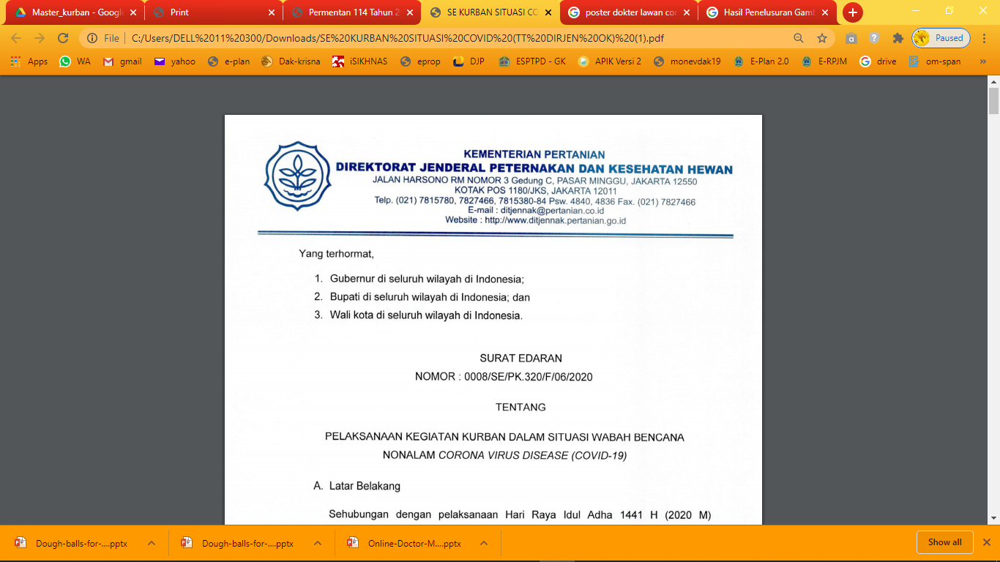 Master_kurban - Googl
Print
Permentan 114 Tahun 2
SE KURBAN SITUASI CO
poster dokter lawan cor
Hasil Penelusuran Gamb
File | C:/Users/DELL%2011%20300/Downloads/SE%20KURBAN%20SITUASI%20COVID%20(TT%20DIRJEN%20OK)%20(1).pdf
Paused
Apps WA gmail yahoo e-plan Dak-krisna iSIKHNAS eprop DJP ESPTPD - GK APIK Versi 2 monevdak19 E-Plan 2.0 E-RPJM drive om-span »
KEMENTERIAN PERTANIAN
DIREKTORAT JENDERAL PETERNAKAN DAN KESEHATAN HEWAN
JALAN HARSONO RM NOMOR 3 Gedung C, PASAR MINGGU, JAKARTA 12550
KOTAK POS 1180/JKS, JAKARTA 12011
Telp. (021) 7815780, 7827466, 7815380-84 Psw. 4840, 4836 Fax. (021) 7827466
E-mail : ditjennak@pertanian.co.id
Website : http://www.ditjennak.pertanian.go.id
Yang terhormat,
1. Gubernur di seluruh wilayah di Indonesia;
2. Bupati di seluruh wilayah di Indonesia; dan
3. Wali kota di seluruh wilayah di Indonesia.
SURAT EDARAN
NOMOR : 0008/SE/PK.320/F/06/2020
TENTANG
PELAKSANAAN KEGIATAN KURBAN DALAM SITUASI WABAH BENCANA
NONALAM CORONA VIRUS DISEASE (COVID-19)
A. Latar Belakang
Sehubungan dengan pelaksanaan Hari Raya Idul Adha 1441 H (2020 M)
Dough-balls-for-....pptx
Dough-balls-for-....pptx
Online-Doctor-M....pptx
Show all